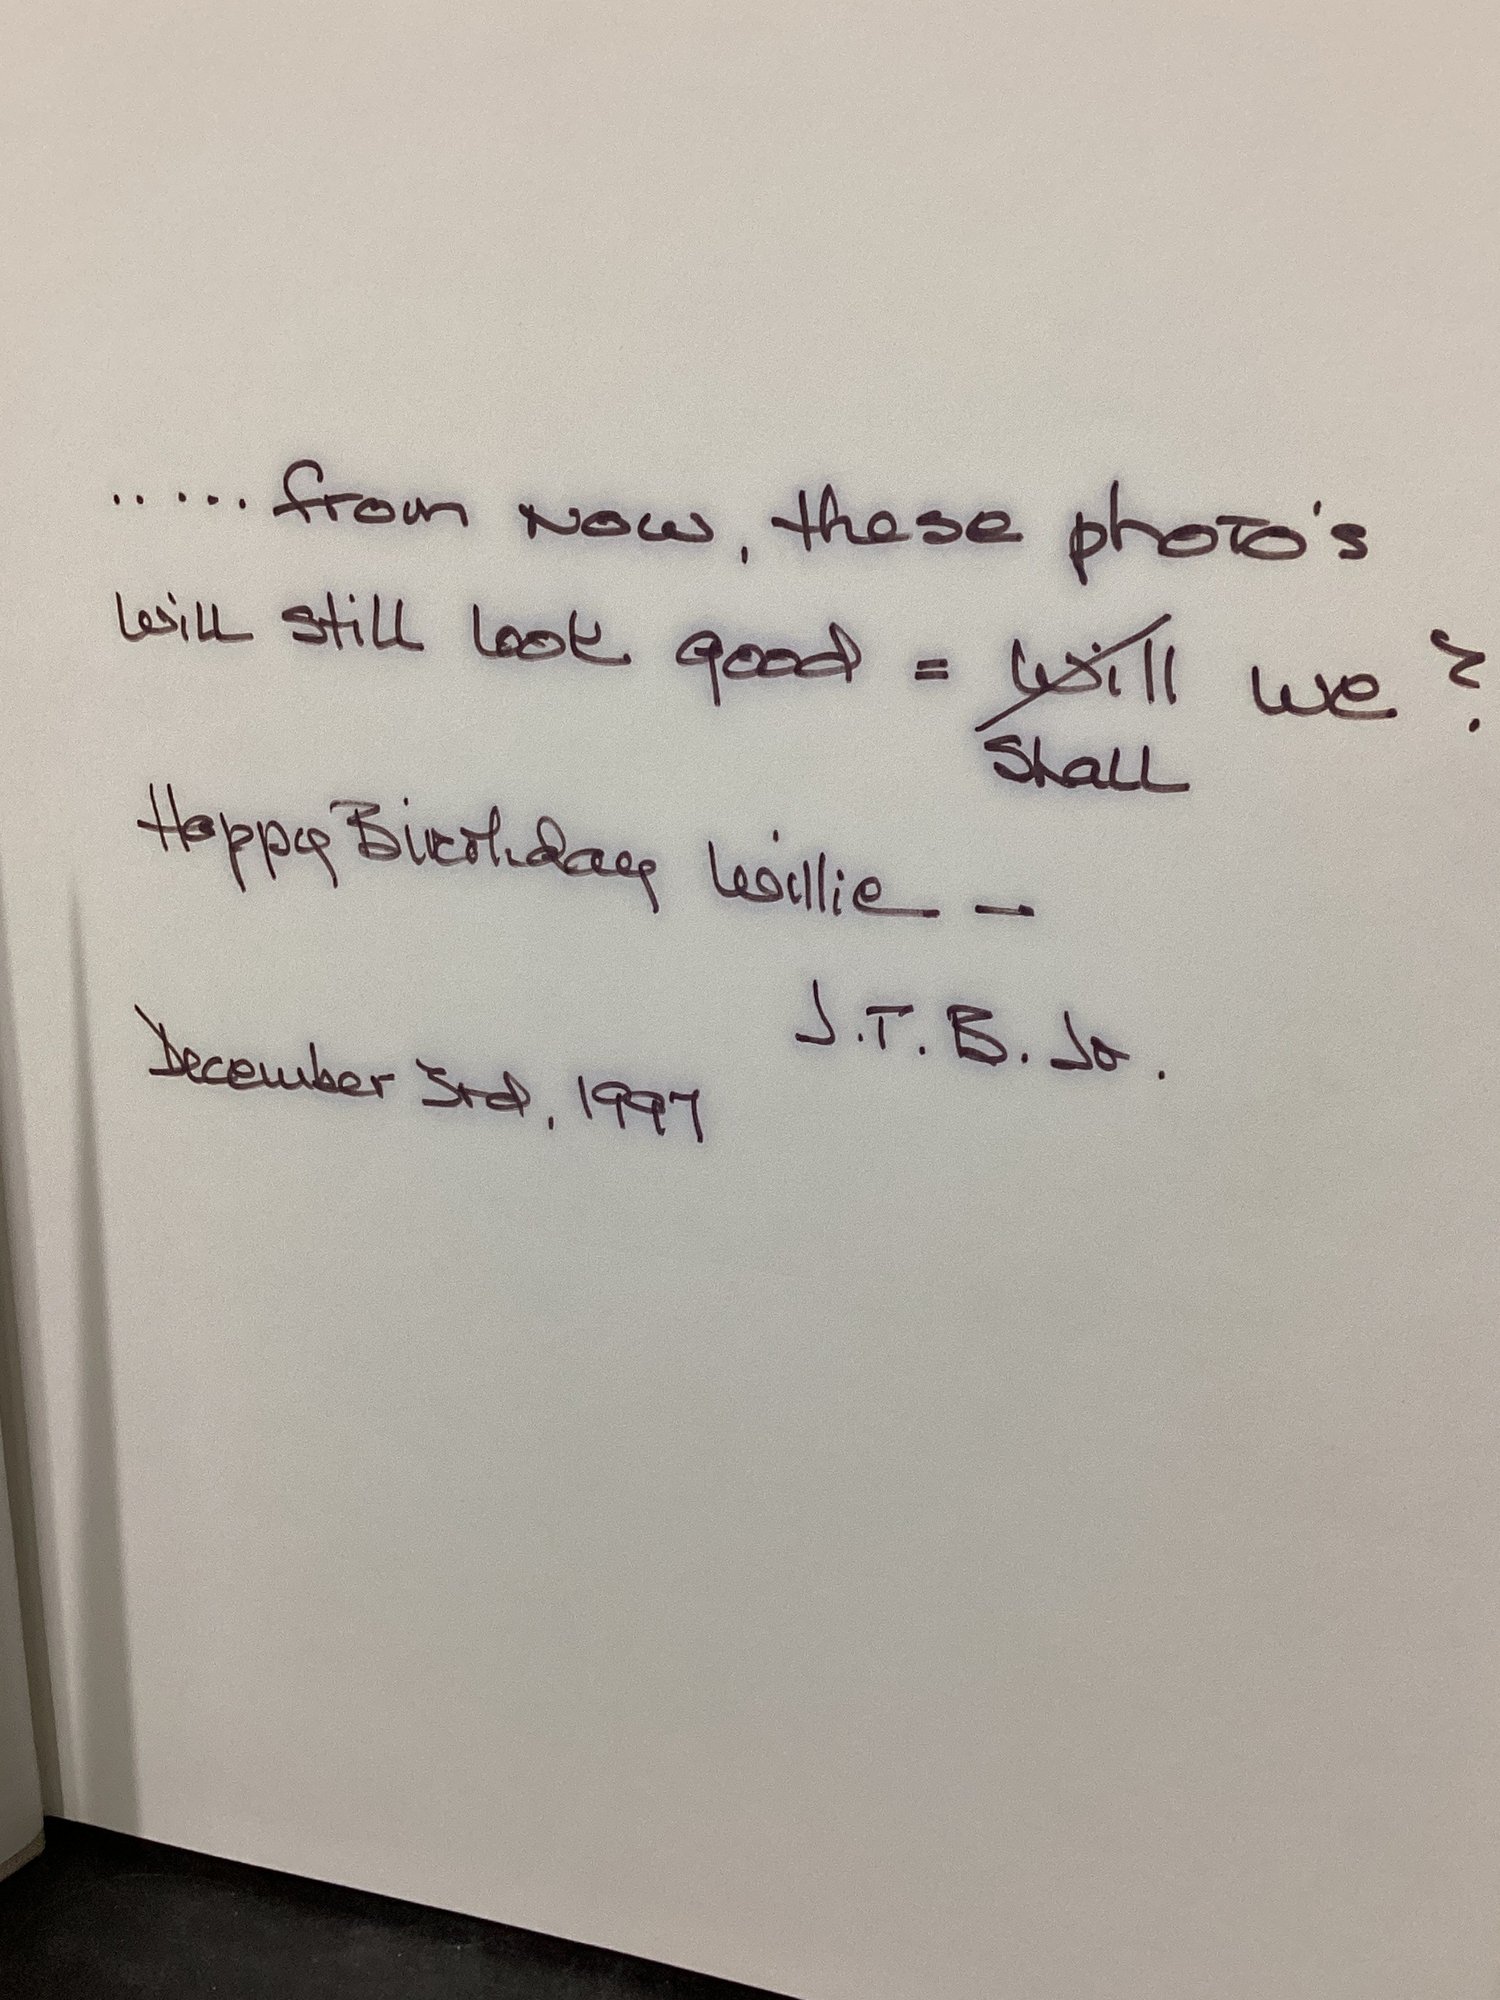 ..... from now, these photo's
will still look good = will we?
shall
Happy Birthday Willie —
J.T.B. Jo.
December 3rd, 1997